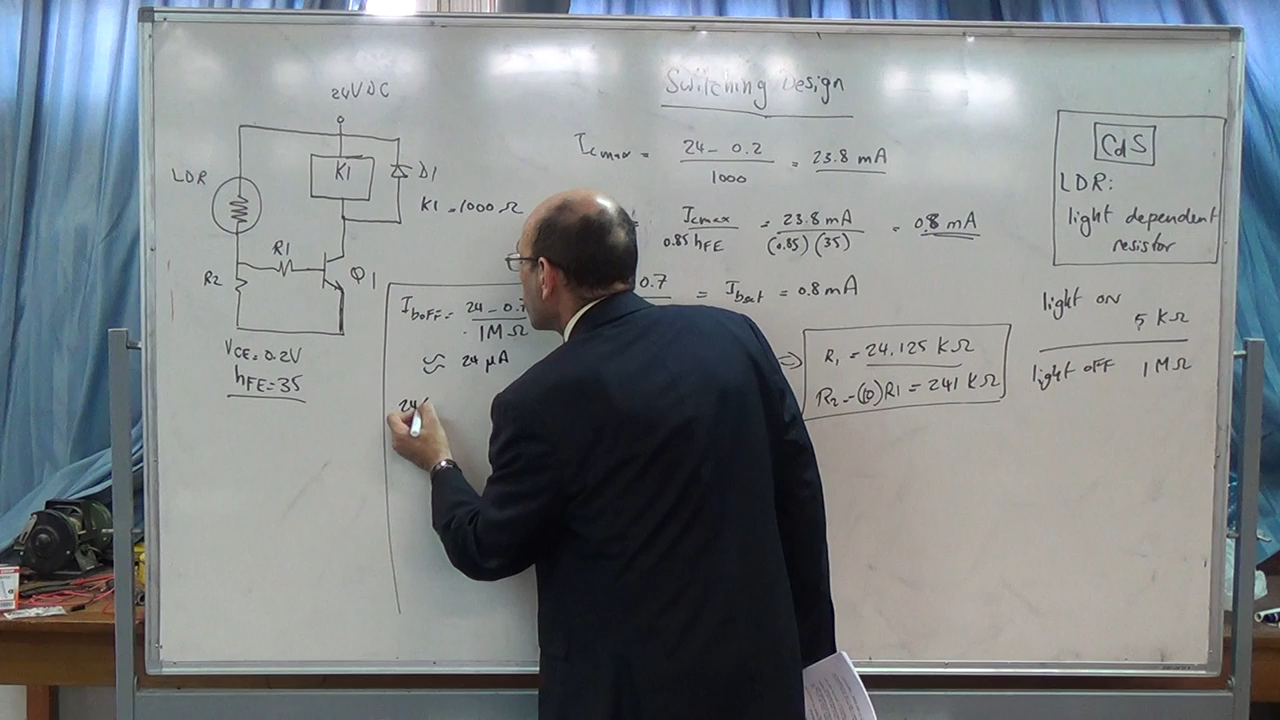 Switching Design
24VDC
LDR
K1
D1
K1 = 1000 Ω
R1
R2
Q1
VCE = 0.2V
hFE = 35
Icmax = 24 - 0.2 / 1000 = 23.8 mA
= Icmax / 0.85 hFE = 23.8 mA / (0.85) (35) = 0.8 mA
0.7 = Ibsat = 0.8 mA
IbOFF = 24 - 0.7 / 1MΩ
≈ 24 μA
24
⇒ R1 = 24.125 KΩ
R2 = (10) R1 = 241 KΩ
CdS
LDR:
light dependent
resistor
light ON
5 KΩ
light OFF 1MΩ